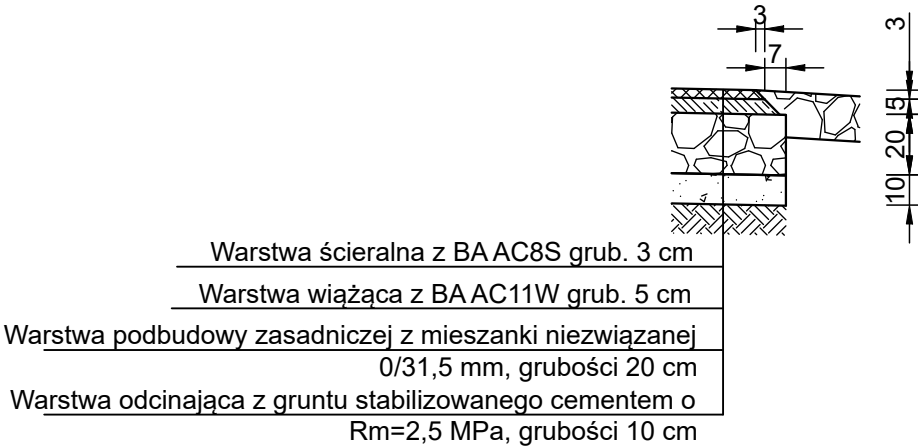 3
3
7
5
20
10
Warstwa ścieralna z BA AC8S grub. 3 cm
Warstwa wiążąca z BA AC11W grub. 5 cm
Warstwa podbudowy zasadniczej z mieszanki niezwiązanej
0/31,5 mm, grubości 20 cm
Warstwa odcinająca z gruntu stabilizowanego cementem o
Rm=2,5 MPa, grubości 10 cm